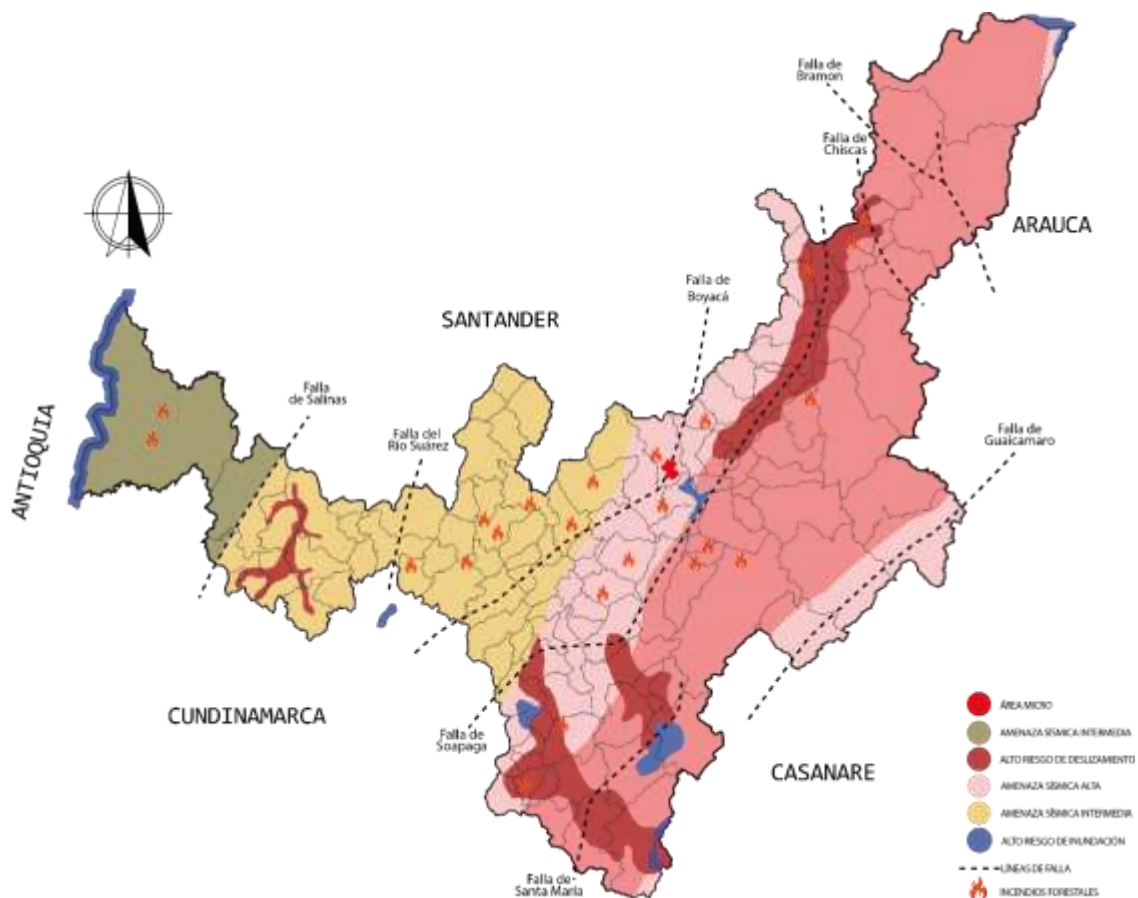 Falla de
Bramon
Falla de
Chiscas
ARAUCA
Falla de
Boyacá
SANTANDER
Falla
de Salinas
ANTIOQUIA
Falla del
Río Suárez
Falla de
Guaicamaro
CUNDINAMARCA
Falla de
Soapaga
CASANARE
Falla de
Santa María
ÁREA MICRO
AMENAZA SÍSMICA INTERMEDIA
ALTO RIESGO DE DESLIZAMIENTO
AMENAZA SÍSMICA ALTA
AMENAZA SÍSMICA INTERMEDIA
ALTO RIESGO DE INUNDACIÓN
LÍNEAS DE FALLA
INCENDIOS FORESTALES